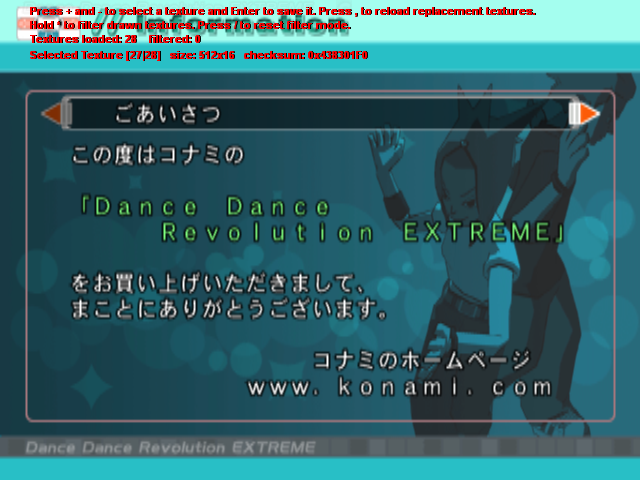 Press + and - to select a texture and Enter to save it. Press , to reload replacement textures.
Hold * to filter drawn textures. Press / to reset filter mode.
Textures loaded: 28 filtered: 0
Selected Texture [27|28] size: 512x16 checksum: 0x438301F0
Information
ごあいさつ
この度はコナミの
「Dance Dance
Revolution EXTREME」
をお買い上げいただきまして、
まことにありがとうございます。
コナミのホームページ
www.konami.com
Dance Dance Revolution EXTREME